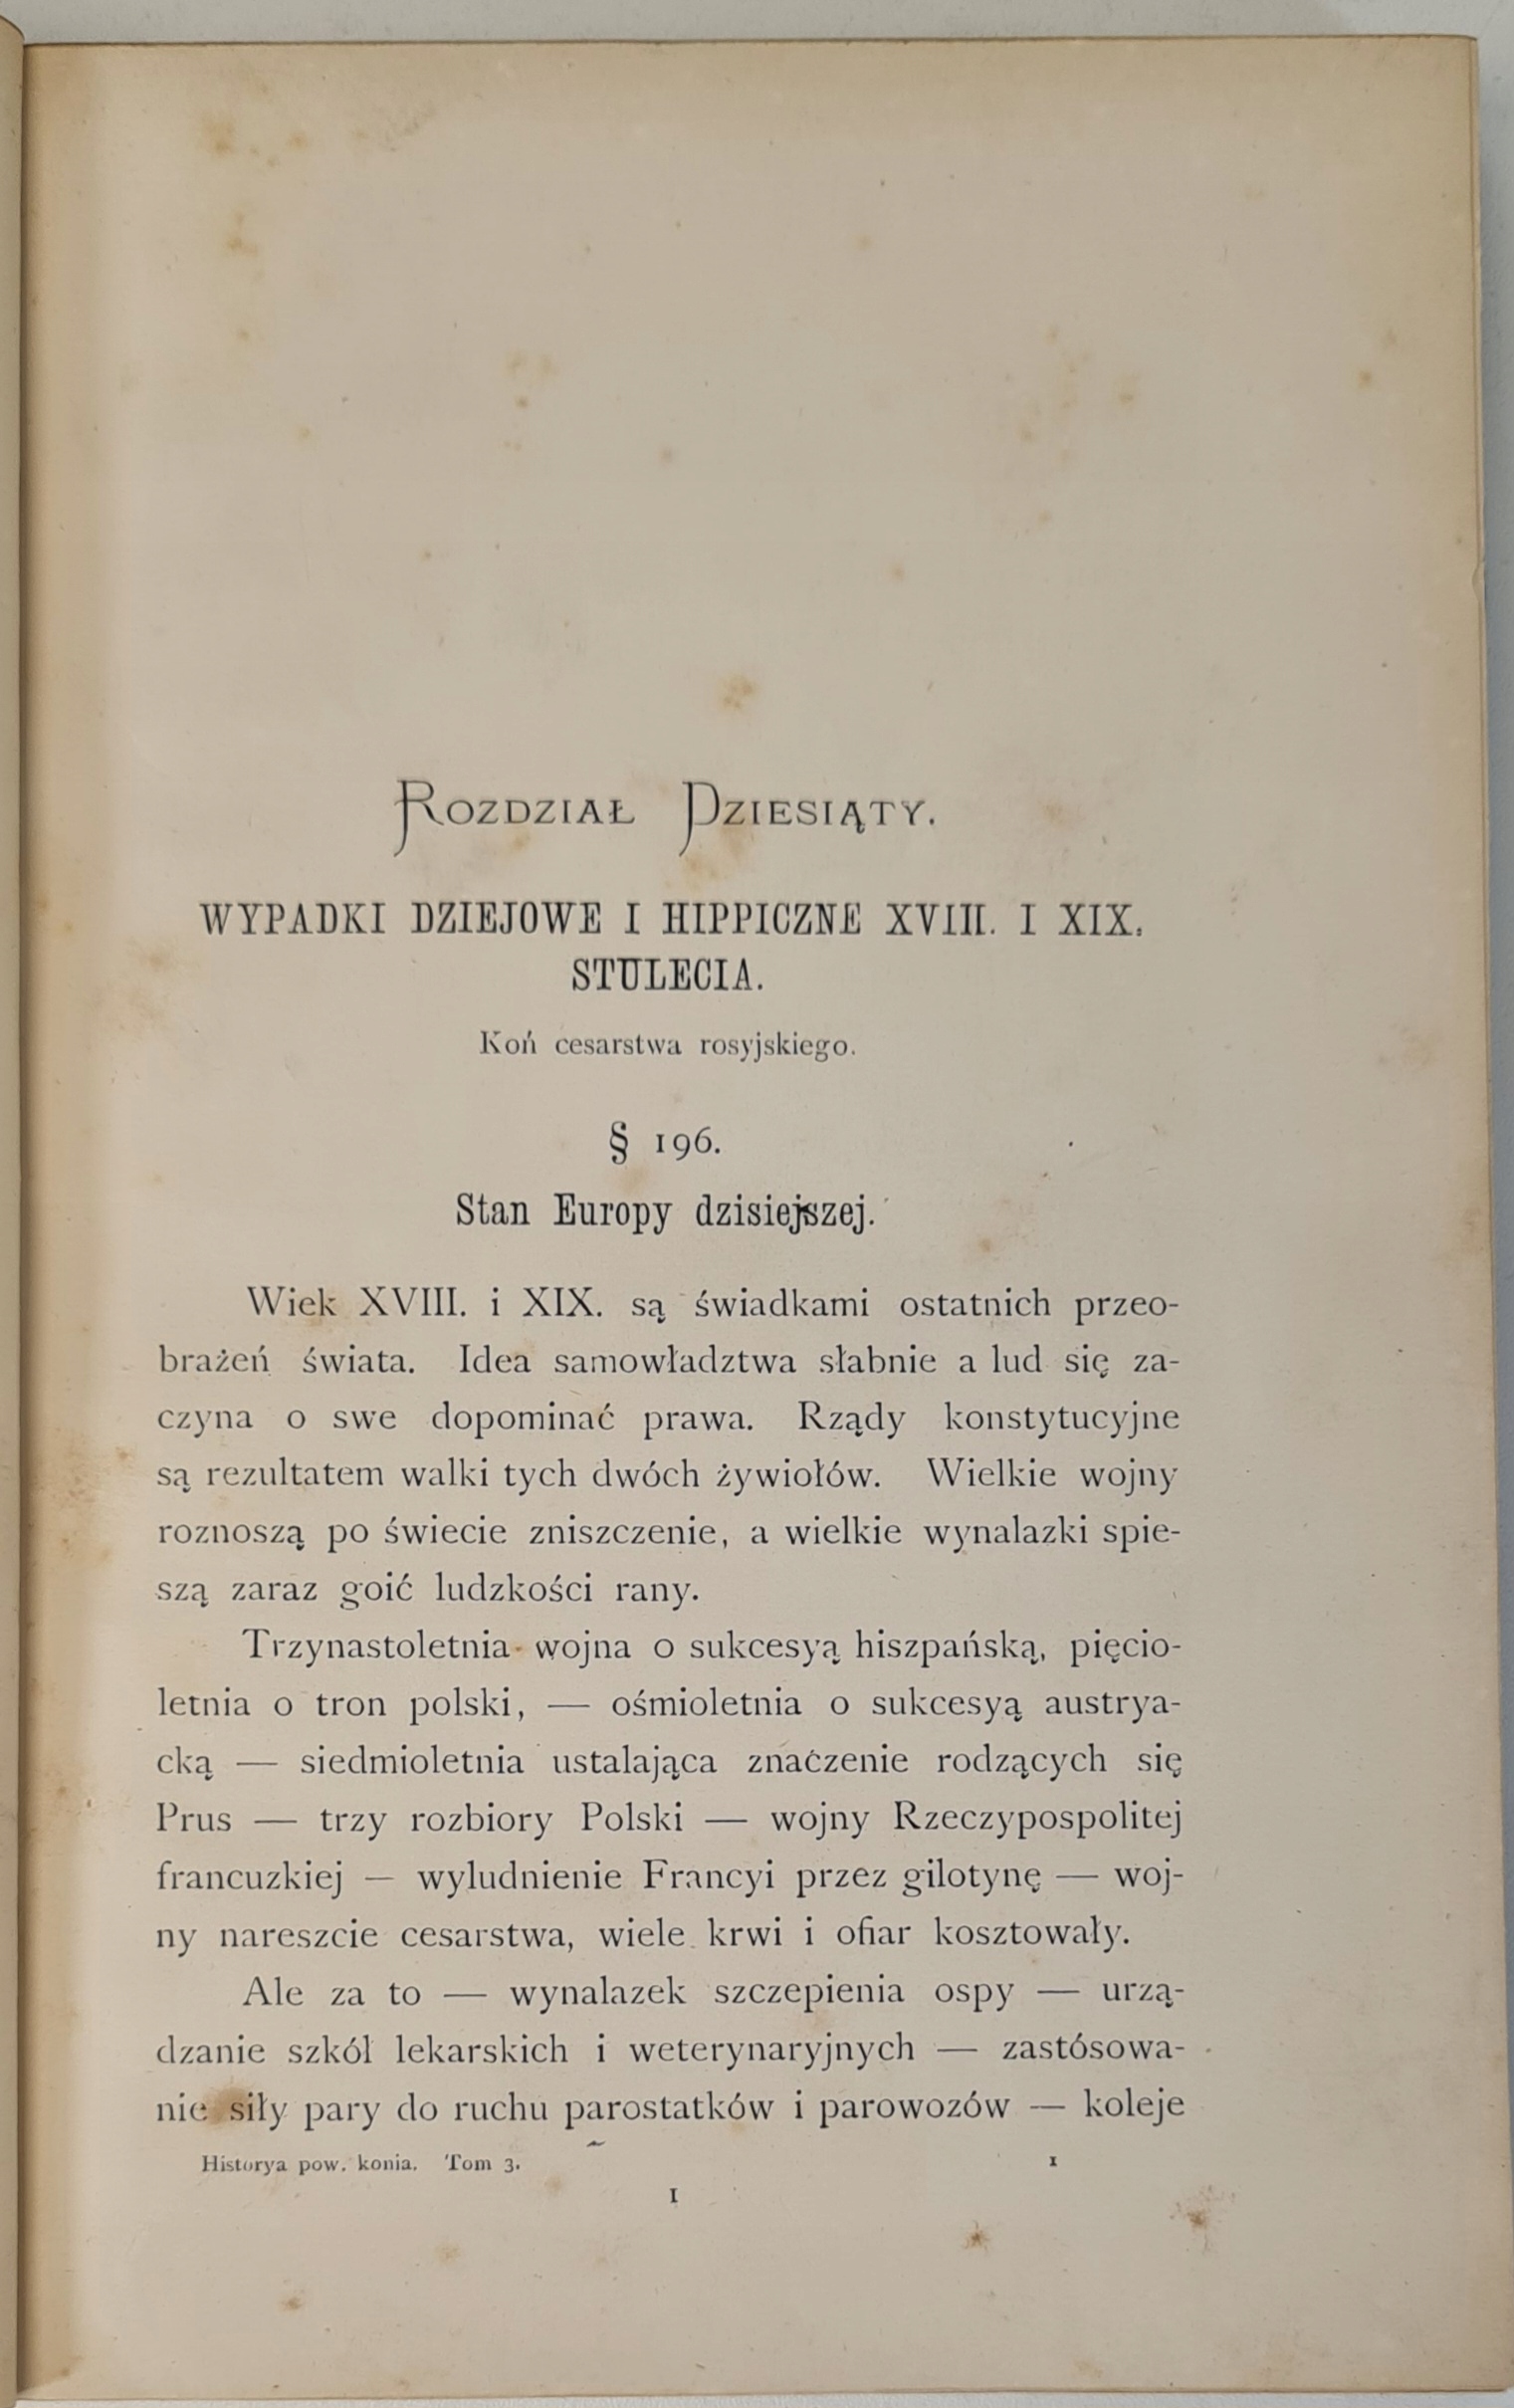 Rozdział Dziesiąty.
WYPADKI DZIEJOWE I HIPPICZNE XVIII. I XIX.
STULECIA.
Koń cesarstwa rosyjskiego.
§ 196.
Stan Europy dzisiejszej.
Wiek XVIII. i XIX. są świadkami ostatnich przeo-
brażeń świata. Idea samowładztwa słabnie a lud się za-
czyna o swe dopominać prawa. Rządy konstytucyjne
są rezultatem walki tych dwóch żywiołów. Wielkie wojny
roznoszą po świecie zniszczenie, a wielkie wynalazki spie-
szą zaraz goić ludzkości rany.
Trzynastoletnia wojna o sukcesyą hiszpańską, pięcio-
letnia o tron polski, — ośmioletnia o sukcesyą austrya-
cką — siedmioletnia ustalająca znaczenie rodzących się
Prus — trzy rozbiory Polski — wojny Rzeczypospolitej
francuzkiej — wyludnienie Francyi przez gilotynę — woj-
ny nareszcie cesarstwa, wiele krwi i ofiar kosztowały.
Ale za to — wynalazek szczepienia ospy — urzą-
dzanie szkół lekarskich i weterynaryjnych — zastósowa-
nie siły pary do ruchu parostatków i parowozów — koleje
Historya pow. konia. Tom 3. 1
1